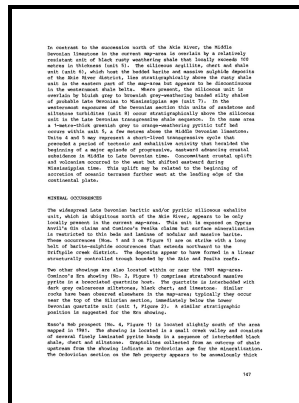 In contrast to the succession north of the Akie River, the Middle
Devonian limestone in the current map-area is overlain by a relatively
resistant unit of black rusty weathering shale that locally exceeds 100
metres in thickness (unit 5). The siliceous argillite, chert and shale
unit (unit 6), which host the bedded barite and massive sulphide deposits
of the Akie River district, lies stratigraphically above the rusty shale
unit in the eastern part of the map-area but appears to be discontinuous
in the westernmost shale belts. Where present, the siliceous unit is
overlain by bluish grey to brownish grey-weathering banded silty shales
of probable Late Devonian to Mississippian age (unit 7). In the
westernmost exposures of the Devonian section thin units of sandstone and
siltstone turbidites (unit 8) occur stratigraphically above the siliceous
unit in the Late Devonian transgressive shale sequence. In the same area
a 1-metre-thick greenish grey to orange-weathering pyritic tuff bed
occurs within unit 5, a few metres above the Middle Devonian limestone.
Units 4 and 5 may represent a short-lived transgressive cycle that
preceded a period of tectonic and exhalitive activity that heralded the
beginning of a major episode of progressive, eastward advancing crustal
subsidence in Middle to Late Devonian time. Concomitant crustal uplift
and volcanism occurred to the west but shifted eastward during
Mississippian time. This uplift may be related to the beginning of
accretion of oceanic terranes further west at the leading edge of the
continental plate.
MINERAL OCCURRENCES
The widespread Late Devonian baritic and/or pyritic siliceous exhalite
unit, which is ubiquitous north of the Akie River, appears to be only
locally present in the current map-area. This unit is exposed on Cyprus
Anvil's Gin claims and Cominco's Pesika claims but surface mineralization
is restricted to thin beds and laminae of nodular and massive barite.
These occurrences (Nos. 1 and 3 on Figure 1) are on strike with a long
belt of barite-sulphide occurrences that extends northward to the
Driftpile Creek district. The deposits appear to have formed in a linear
structurally controlled trough bounded by the Akie and Pesika reefs.
Two other showings are also located within or near the 1981 map-area.
Cominco's Ern showing (No. 2, Figure 1) comprises stratabound massive
pyrite in a brecciated quartzite host. The quartzite is interbedded with
dark grey calcareous siltstones, black chert, and limestone. Similar
rocks have been observed elsewhere in the map-area; typically they occur
near the top of the Silurian section, immediately below the Lower
Devonian quartzite unit (unit 3, Figure 2). A similar stratigraphic
position is suggested for the Ern showing.
Esso's Reb prospect (No. 4, Figure 1) is located slightly south of the area
mapped in 1981. The showing is located in a small creek valley and consists
of several finely laminated pyrite bands in a sequence of interbedded black
shale, chert and siltstone. Graptolites collected from an outcrop of shale
upstream from the showing indicate an Ordovician age for the mineralization.
The Ordovician section on the Reb property appears to be anomalously thick
147